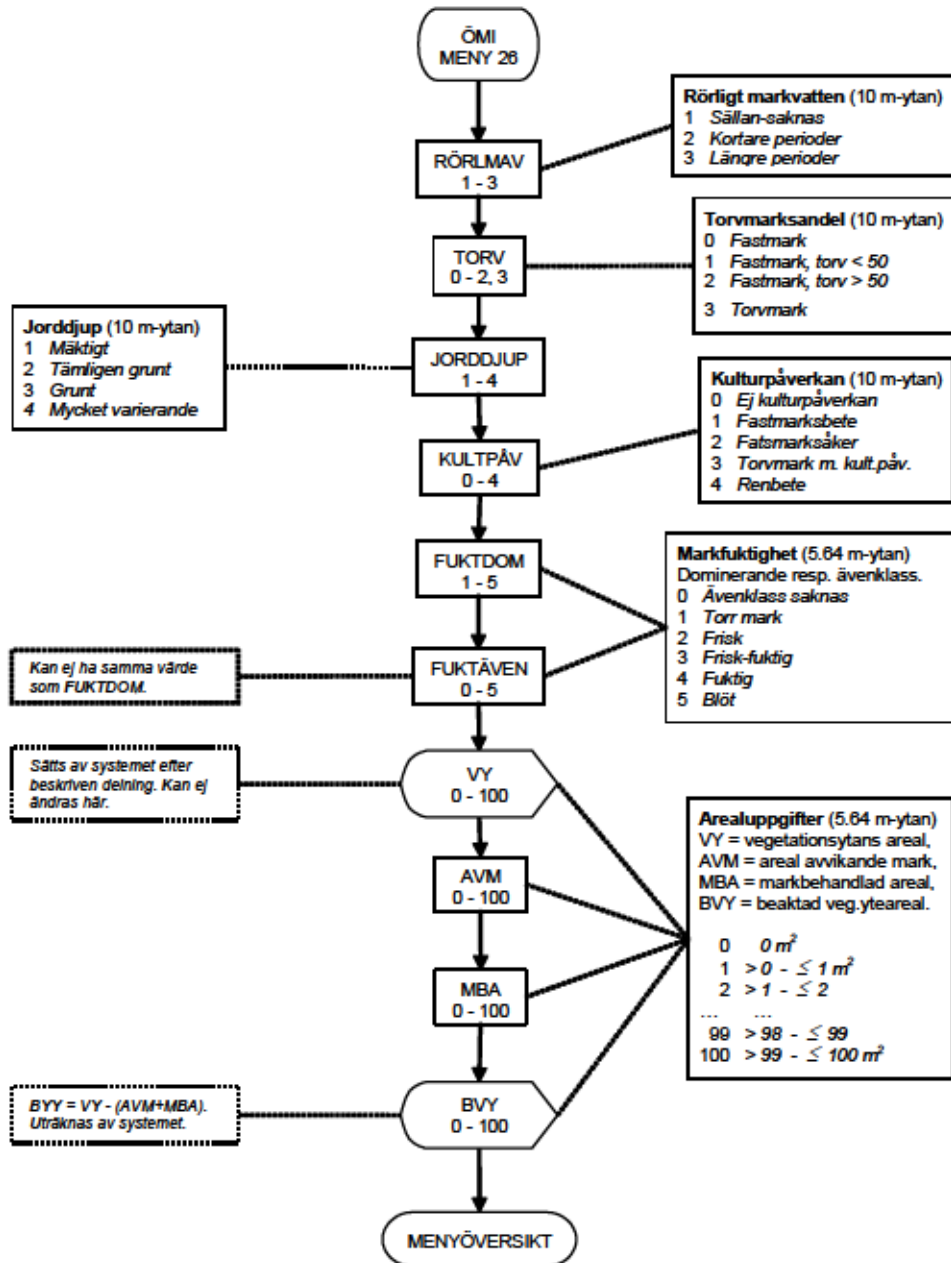 ÖMI
MENY 26
Rörligt markvatten (10 m-ytan)
1 Sällan-saknas
2 Kortare perioder
3 Längre perioder
RÖRLMAV
1 - 3
Torvmarksandel (10 m-ytan)
0 Fastmark
1 Fastmark, torv < 50
2 Fastmark, torv > 50
3 Torvmark
TORV
0 - 2, 3
Jorddjup (10 m-ytan)
1 Mäktigt
2 Tämligen grunt
3 Grunt
4 Mycket varierande
JORDDJUP
1 - 4
Kulturpåverkan (10 m-ytan)
0 Ej kulturpåverkan
1 Fastmarksbete
2 Fatsmarksåker
3 Torvmark m. kult.påv.
4 Renbete
KULTPÅV
0 - 4
FUKTDOM
1 - 5
Markfuktighet (5.64 m-ytan)
Dominerande resp. ävenklass.
0 Ävenklass saknas
1 Torr mark
2 Frisk
3 Frisk-fuktig
4 Fuktig
5 Blöt
Kan ej ha samma värde
som FUKTDOM.
FUKTÄVEN
0 - 5
Sätts av systemet efter
beskriven delning. Kan ej
ändras här.
VY
0 - 100
Arealuppgifter (5.64 m-ytan)
VY = vegetationsytans areal,
AVM = areal avvikande mark,
MBA = markbehandlad areal,
BVY = beaktad veg.yteareal.
0 0 m²
1 > 0 - ≤ 1 m²
2 > 1 - ≤ 2
... ...
99 > 98 - ≤ 99
100 > 99 - ≤ 100 m²
AVM
0 - 100
MBA
0 - 100
BYY = VY - (AVM+MBA).
Uträknas av systemet.
BVY
0 - 100
MENYÖVERSIKT